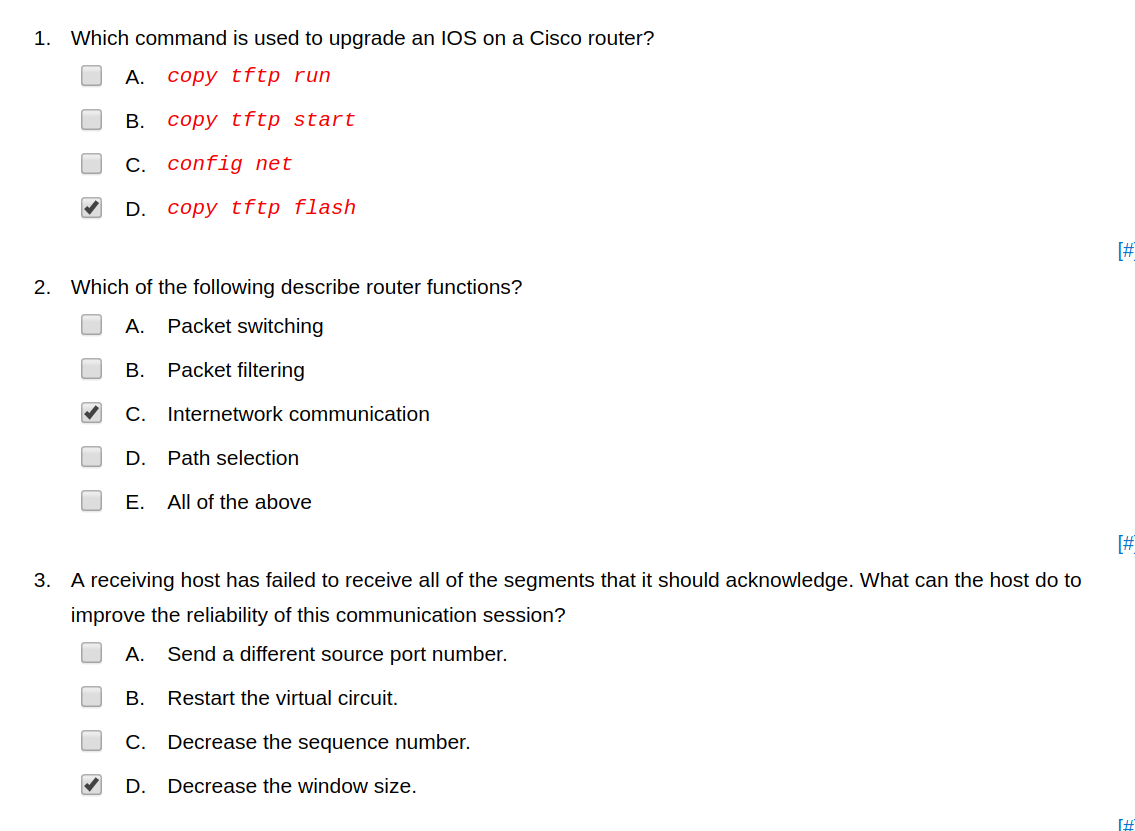 1. Which command is used to upgrade an IOS on a Cisco router?
A. copy tftp run
B. copy tftp start
C. config net
D. copy tftp flash
[#]
2. Which of the following describe router functions?
A. Packet switching
B. Packet filtering
C. Internetwork communication
D. Path selection
E. All of the above
[#]
3. A receiving host has failed to receive all of the segments that it should acknowledge. What can the host do to
improve the reliability of this communication session?
A. Send a different source port number.
B. Restart the virtual circuit.
C. Decrease the sequence number.
D. Decrease the window size.
[#]